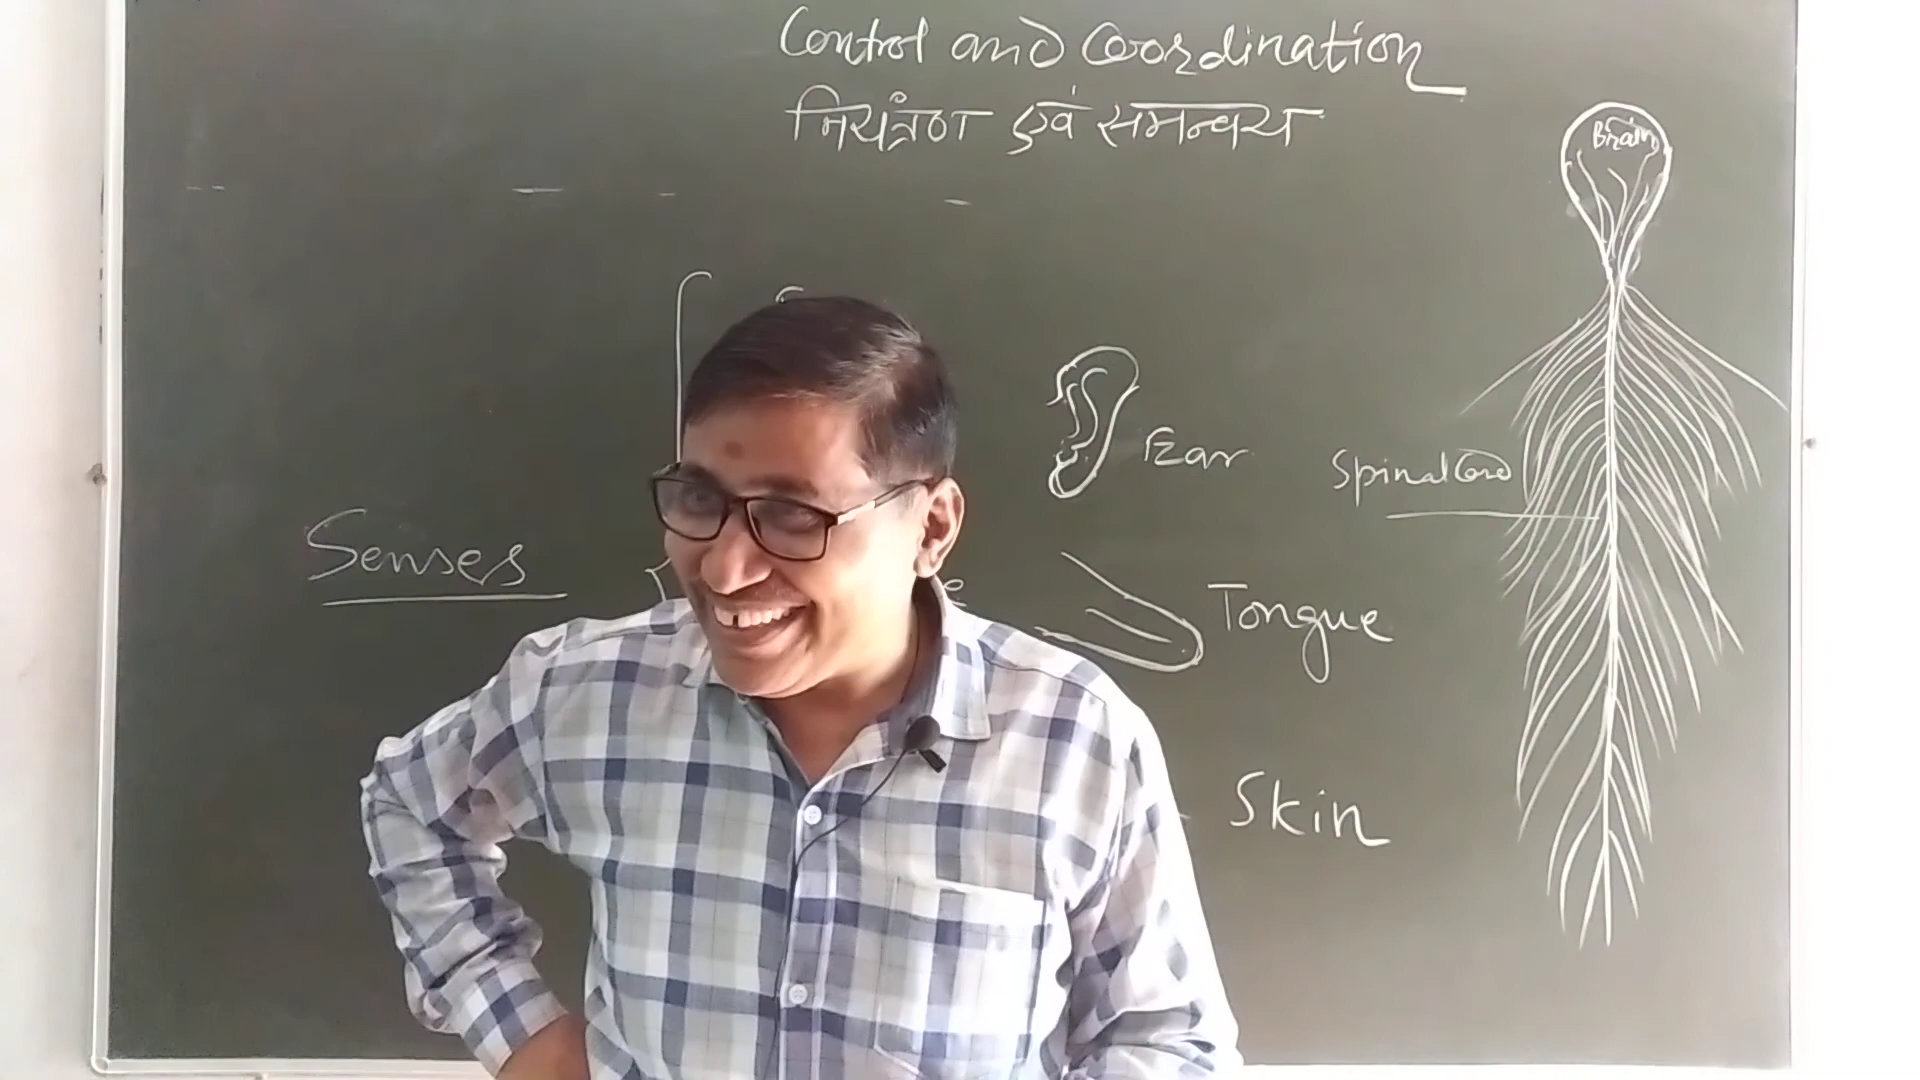 Control and Coordination
नियंत्रण एवं समन्वय
Brain
Ear
Spinal Cord
Senses
Tongue
Skin